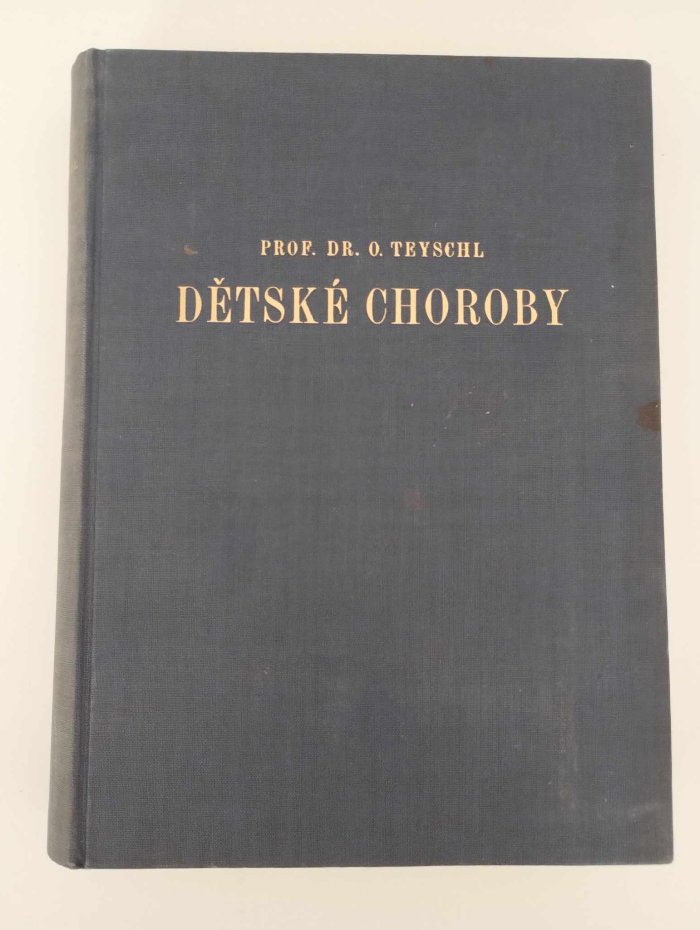 PROF. DR. O. TEYSCHL
DĚTSKÉ CHOROBY